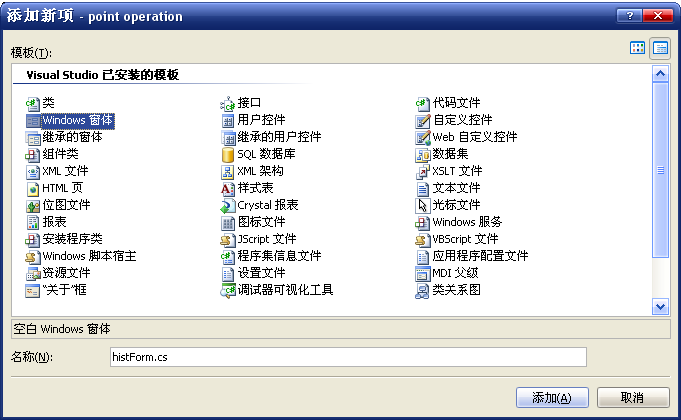 添加新项 - point operation
模板(T):
Visual Studio 已安装的模板
类 接口 代码文件
Windows 窗体 用户控件 自定义控件
继承的窗体 继承的用户控件 Web 自定义控件
组件类 SQL 数据库 数据集
XML 文件 XML 架构 XSLT 文件
HTML 页 样式表 文本文件
位图文件 Crystal 报表 光标文件
报表 图标文件 Windows 服务
安装程序类 JScript 文件 VBScript 文件
Windows 脚本宿主 程序集信息文件 应用程序配置文件
资源文件 设置文件 MDI 父级
“关于”框 调试器可视化工具 类关系图
空白 Windows 窗体
名称(N): histForm.cs
添加(A) 取消